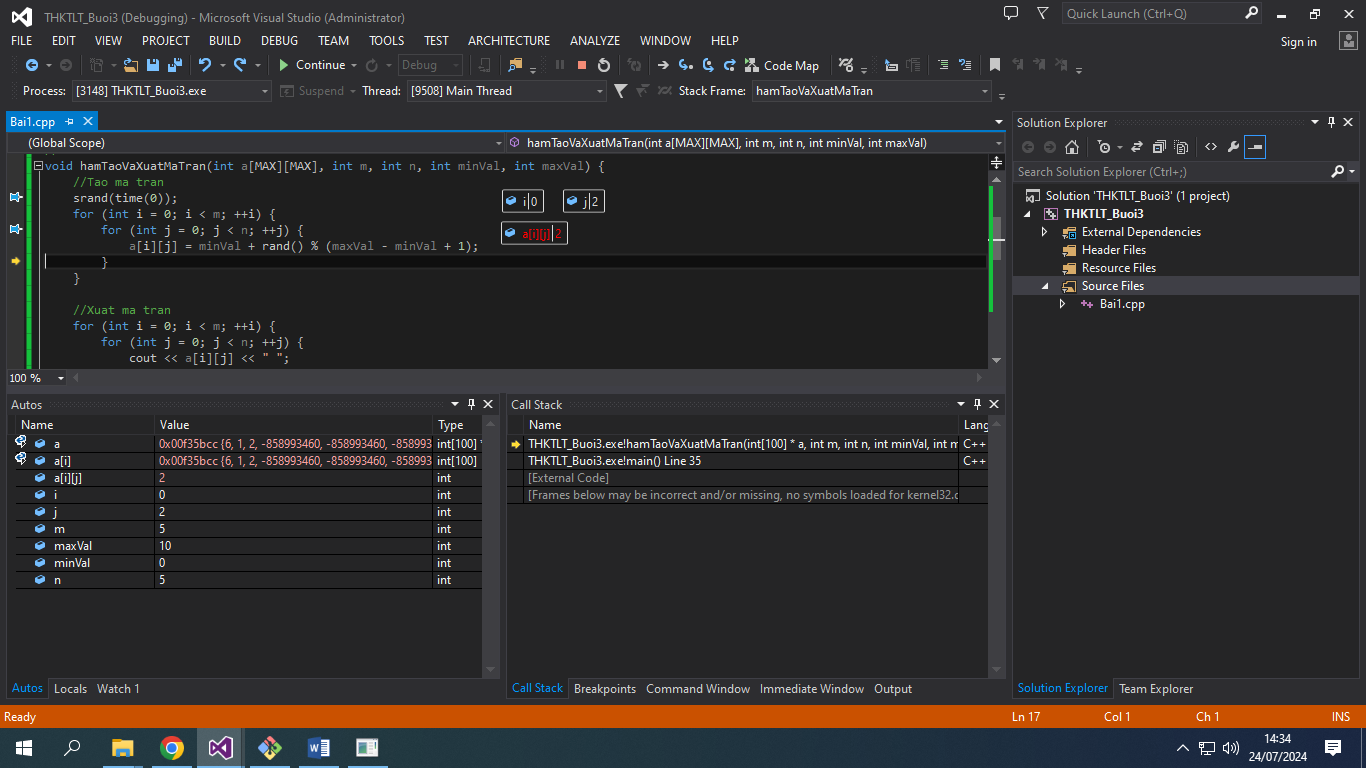 THKTLT_Buoi3 (Debugging) - Microsoft Visual Studio (Administrator)
Quick Launch (Ctrl+Q)
FILE EDIT VIEW PROJECT BUILD DEBUG TEAM TOOLS TEST ARCHITECTURE ANALYZE WINDOW HELP
Sign in
Continue Debug Code Map
Process: [3148] THKTLT_Buoi3.exe Suspend Thread: [9508] Main Thread Stack Frame: hamTaoVaXuatMaTran
Bai1.cpp
(Global Scope) hamTaoVaXuatMaTran(int a[MAX][MAX], int m, int n, int minVal, int maxVal)
void hamTaoVaXuatMaTran(int a[MAX][MAX], int m, int n, int minVal, int maxVal) {
//Tao ma tran
srand(time(0));
i 0 j 2
for (int i = 0; i < m; ++i) {
for (int j = 0; j < n; ++j) {
a[i][j] 2
a[i][j] = minVal + rand() % (maxVal - minVal + 1);
}
}
//Xuat ma tran
for (int i = 0; i < m; ++i) {
for (int j = 0; j < n; ++j) {
cout << a[i][j] << " ";
100 %
Autos
Name Value Type
a 0x00f35bcc {6, 1, 2, -858993460, -858993460, -858993 int[100] *
a[i] 0x00f35bcc {6, 1, 2, -858993460, -858993460, -858993 int[100]
a[i][j] 2 int
i 0 int
j 2 int
m 5 int
maxVal 10 int
minVal 0 int
n 5 int
Autos Locals Watch 1
Call Stack
Name Lang
THKTLT_Buoi3.exe!hamTaoVaXuatMaTran(int[100] * a, int m, int n, int minVal, int m C++
THKTLT_Buoi3.exe!main() Line 35 C++
[External Code]
[Frames below may be incorrect and/or missing, no symbols loaded for kernel32.d
Call Stack Breakpoints Command Window Immediate Window Output
Solution Explorer
Search Solution Explorer (Ctrl+;)
Solution 'THKTLT_Buoi3' (1 project)
THKTLT_Buoi3
External Dependencies
Header Files
Resource Files
Source Files
Bai1.cpp
Solution Explorer Team Explorer
Ready Ln 17 Col 1 Ch 1 INS
14:34
24/07/2024